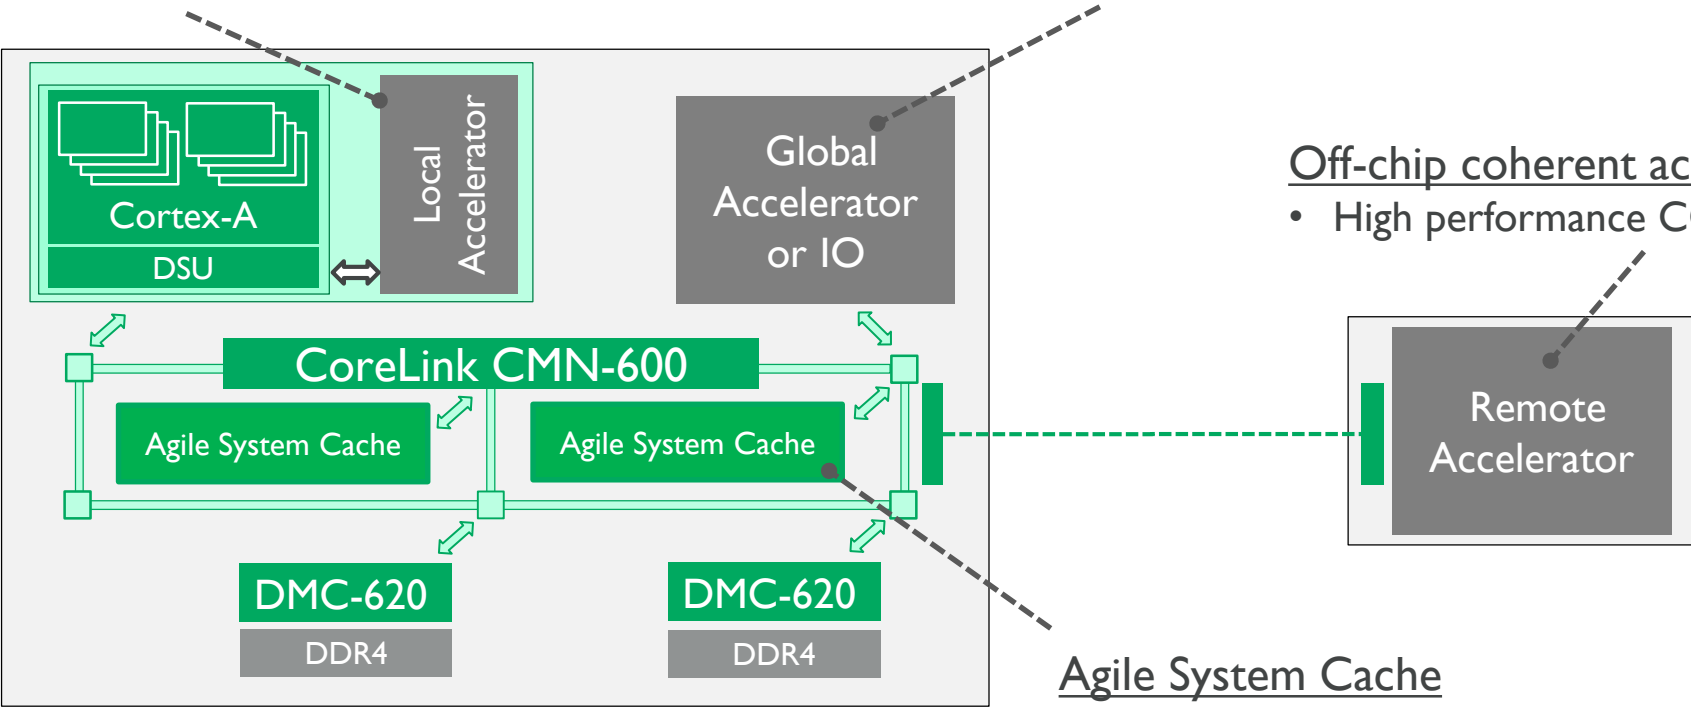 Local
Accelerator
Cortex-A
DSU
Global
Accelerator
or IO
Off-chip coherent
• High performance
CoreLink CMN-600
Agile System Cache
Agile System Cache
Remote
Accelerator
DMC-620
DDR4
DMC-620
DDR4
Agile System Cache